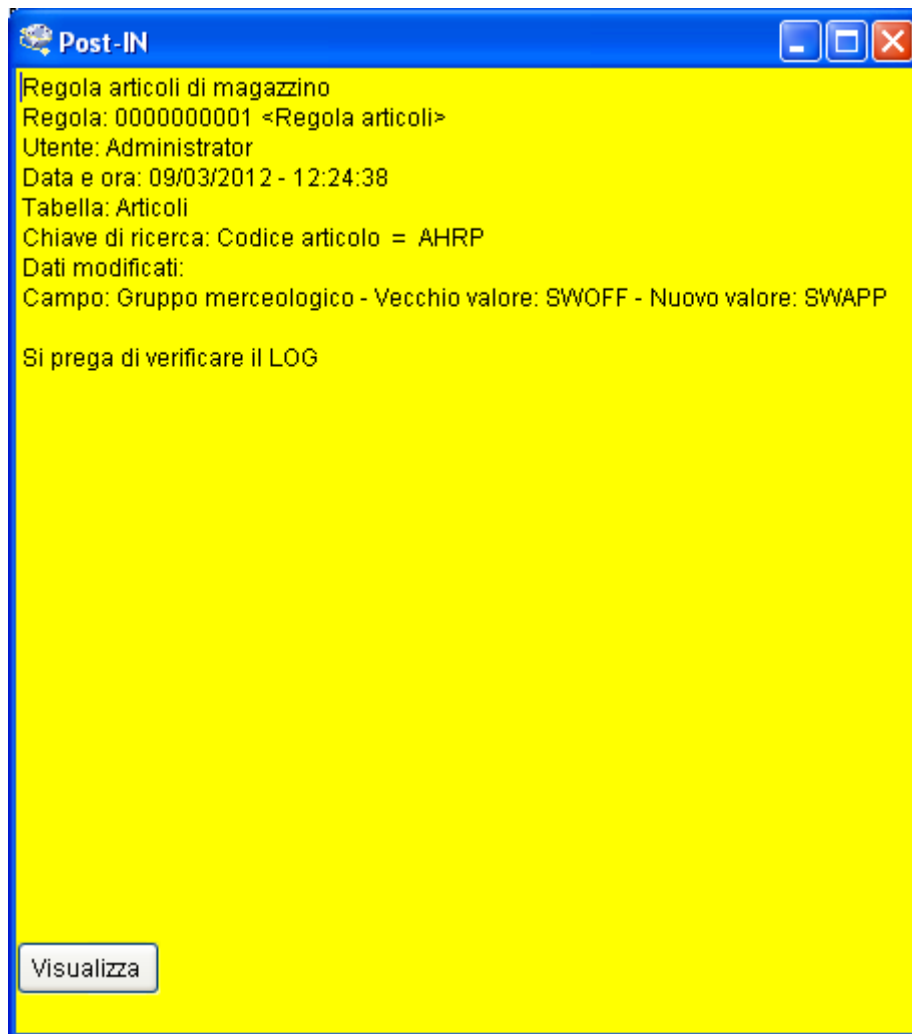 Post-IN
Regola articoli di magazzino
Regola: 0000000001 <Regola articoli>
Utente: Administrator
Data e ora: 09/03/2012 - 12:24:38
Tabella: Articoli
Chiave di ricerca: Codice articolo = AHRP
Dati modificati:
Campo: Gruppo merceologico - Vecchio valore: SWOFF - Nuovo valore: SWAPP
Si prega di verificare il LOG
Visualizza